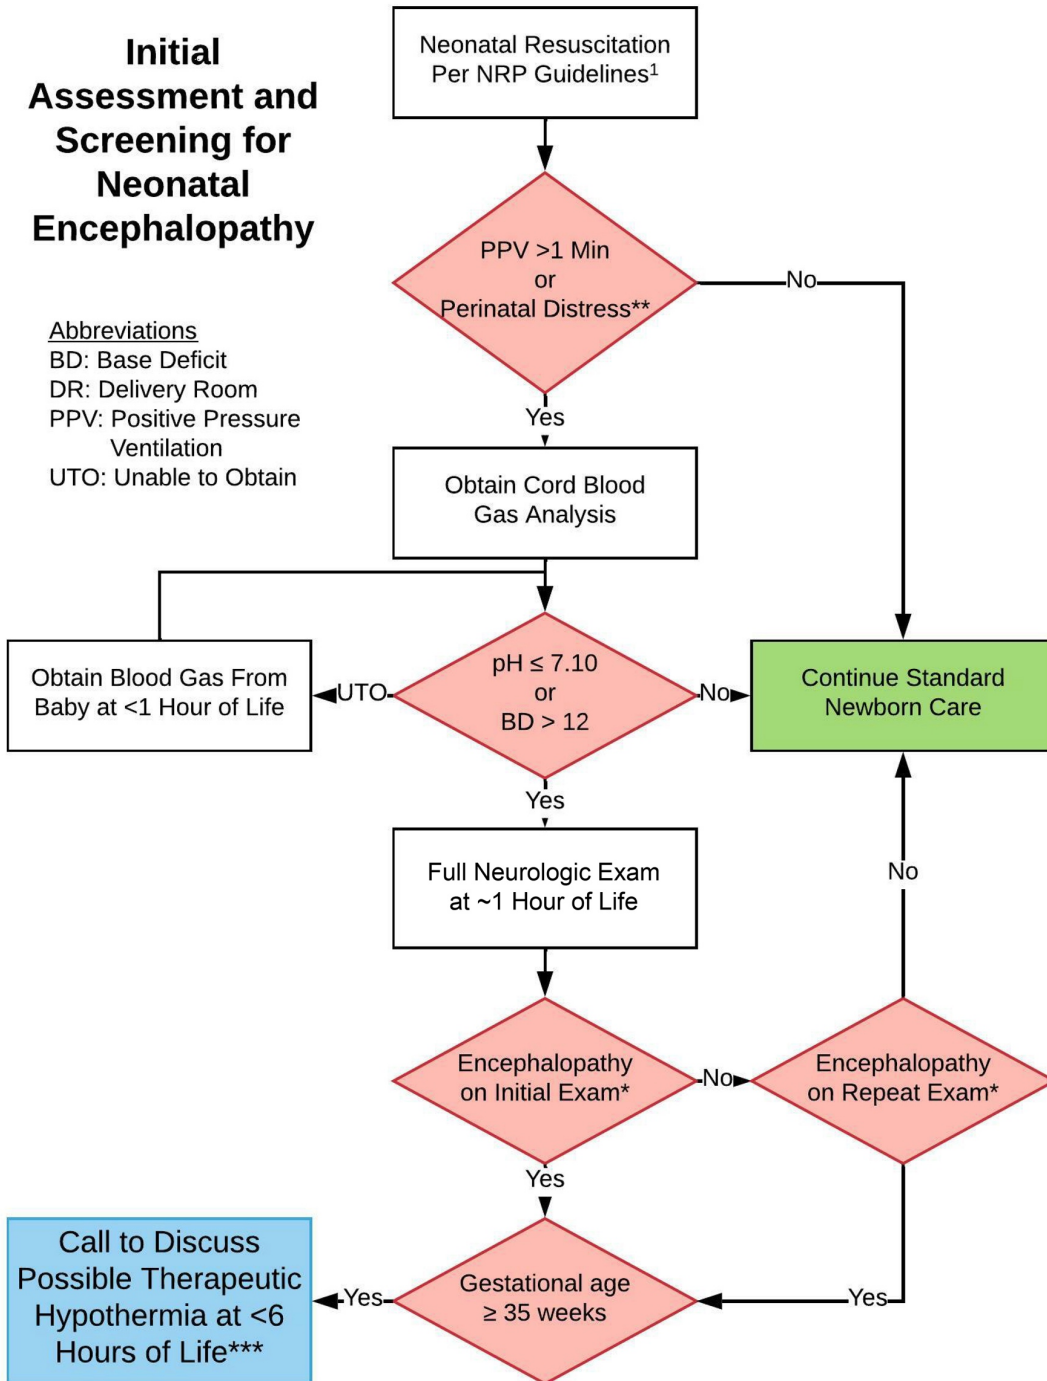 Initial
Assessment and
Screening for
Neonatal
Encephalopathy
Abbreviations
BD: Base Deficit
DR: Delivery Room
PPV: Positive Pressure
Ventilation
UTO: Unable to Obtain
Neonatal Resuscitation
Per NRP Guidelines¹
PPV >1 Min
or
Perinatal Distress**
No
Yes
Obtain Cord Blood
Gas Analysis
pH ≤ 7.10
or
BD > 12
UTO
Obtain Blood Gas From
Baby at <1 Hour of Life
No
Continue Standard
Newborn Care
Yes
Full Neurologic Exam
at ~1 Hour of Life
No
Encephalopathy
on Initial Exam*
No
Encephalopathy
on Repeat Exam*
Yes
Gestational age
≥ 35 weeks
Yes
Yes
Call to Discuss
Possible Therapeutic
Hypothermia at <6
Hours of Life***